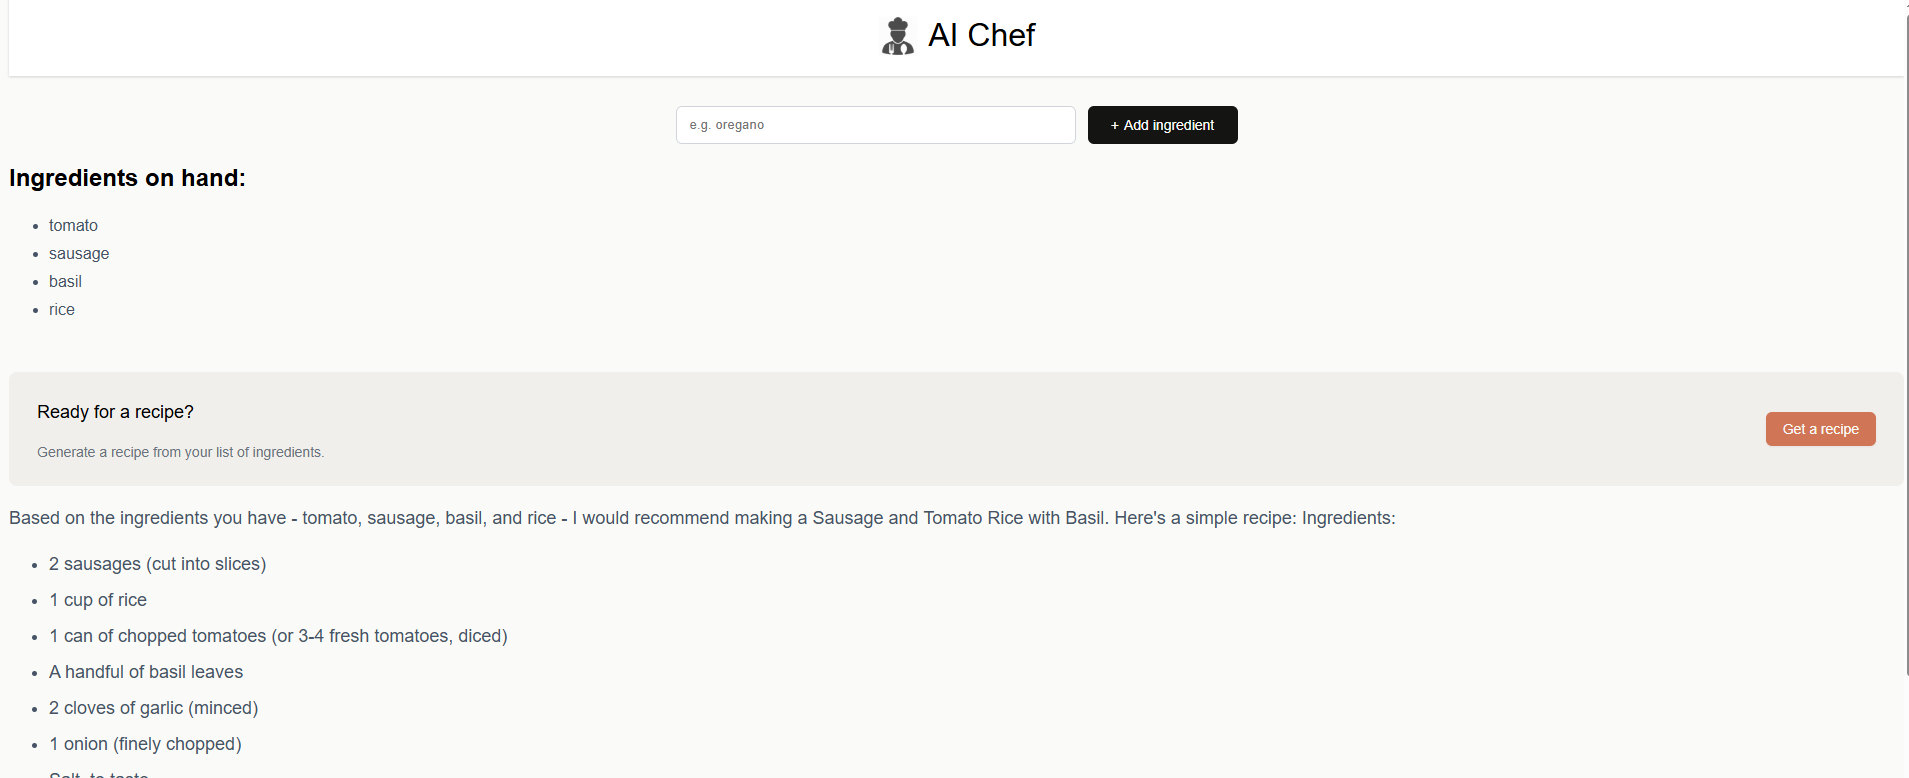 AI Chef
e.g. oregano
+ Add ingredient
Ingredients on hand:
tomato
sausage
basil
rice
Ready for a recipe?
Generate a recipe from your list of ingredients.
Get a recipe
Based on the ingredients you have - tomato, sausage, basil, and rice - I would recommend making a Sausage and Tomato Rice with Basil. Here's a simple recipe: Ingredients:
2 sausages (cut into slices)
1 cup of rice
1 can of chopped tomatoes (or 3-4 fresh tomatoes, diced)
A handful of basil leaves
2 cloves of garlic (minced)
1 onion (finely chopped)
Salt, to taste